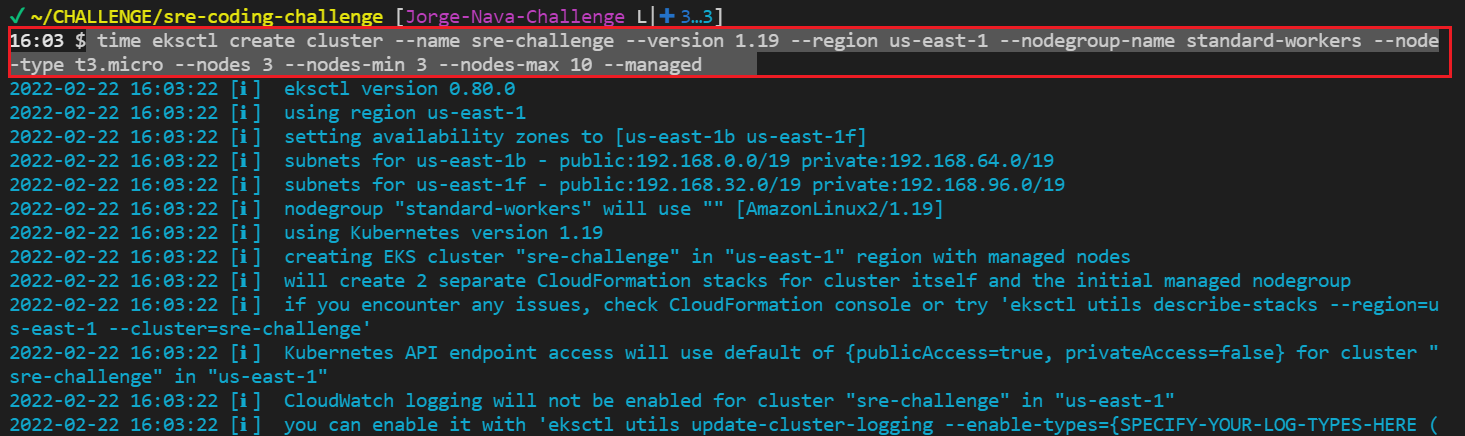 ✓ ~/CHALLENGE/sre-coding-challenge [Jorge-Nava-Challenge L|✚ 3…3]
16:03 $ time eksctl create cluster --name sre-challenge --version 1.19 --region us-east-1 --nodegroup-name standard-workers --node
-type t3.micro --nodes 3 --nodes-min 3 --nodes-max 10 --managed
2022-02-22 16:03:22 [ℹ]  eksctl version 0.80.0
2022-02-22 16:03:22 [ℹ]  using region us-east-1
2022-02-22 16:03:22 [ℹ]  setting availability zones to [us-east-1b us-east-1f]
2022-02-22 16:03:22 [ℹ]  subnets for us-east-1b - public:192.168.0.0/19 private:192.168.64.0/19
2022-02-22 16:03:22 [ℹ]  subnets for us-east-1f - public:192.168.32.0/19 private:192.168.96.0/19
2022-02-22 16:03:22 [ℹ]  nodegroup "standard-workers" will use "" [AmazonLinux2/1.19]
2022-02-22 16:03:22 [ℹ]  using Kubernetes version 1.19
2022-02-22 16:03:22 [ℹ]  creating EKS cluster "sre-challenge" in "us-east-1" region with managed nodes
2022-02-22 16:03:22 [ℹ]  will create 2 separate CloudFormation stacks for cluster itself and the initial managed nodegroup
2022-02-22 16:03:22 [ℹ]  if you encounter any issues, check CloudFormation console or try 'eksctl utils describe-stacks --region=u
s-east-1 --cluster=sre-challenge'
2022-02-22 16:03:22 [ℹ]  Kubernetes API endpoint access will use default of {publicAccess=true, privateAccess=false} for cluster "
sre-challenge" in "us-east-1"
2022-02-22 16:03:22 [ℹ]  CloudWatch logging will not be enabled for cluster "sre-challenge" in "us-east-1"
2022-02-22 16:03:22 [ℹ]  you can enable it with 'eksctl utils update-cluster-logging --enable-types={SPECIFY-YOUR-LOG-TYPES-HERE (